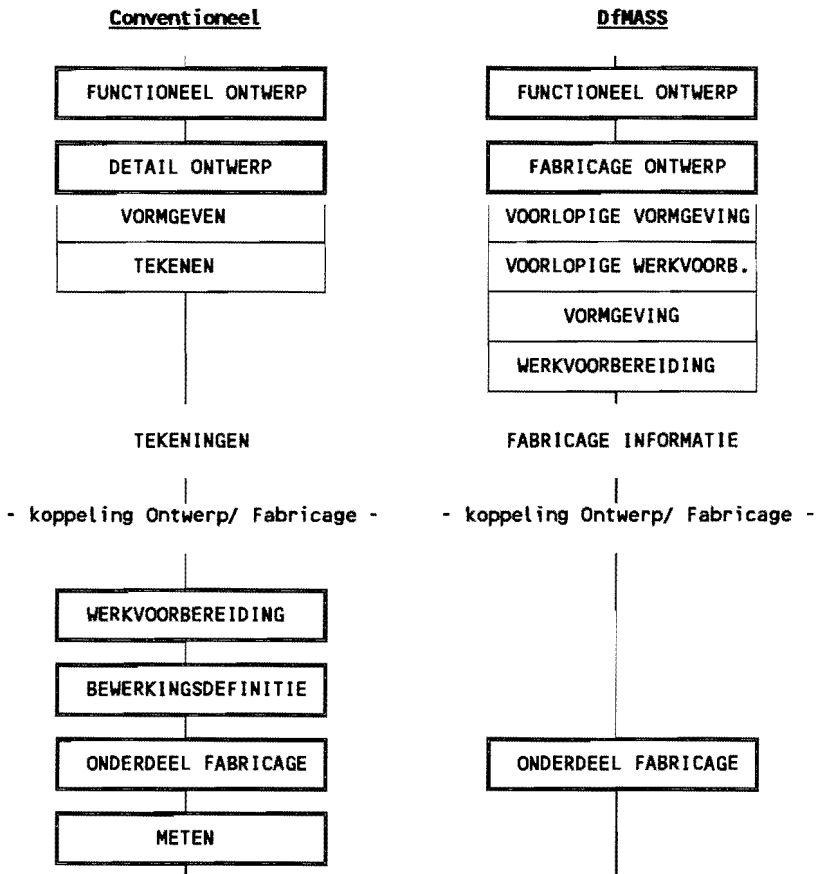 Conventioneel
FUNCTIONEEL ONTWERP
DETAIL ONTWERP
VORMGEVEN
TEKENEN
TEKENINGEN
- koppeling Ontwerp/ Fabricage -
WERKVOORBEREIDING
BEWERKINGSDEFINITIE
ONDERDEEL FABRICAGE
METEN
DfMASS
FUNCTIONEEL ONTWERP
FABRICAGE ONTWERP
VOORLOPIGE VORMGEVING
VOORLOPIGE WERKVOORB.
VORMGEVING
WERKVOORBEREIDING
FABRICAGE INFORMATIE
- koppeling Ontwerp/ Fabricage -
ONDERDEEL FABRICAGE